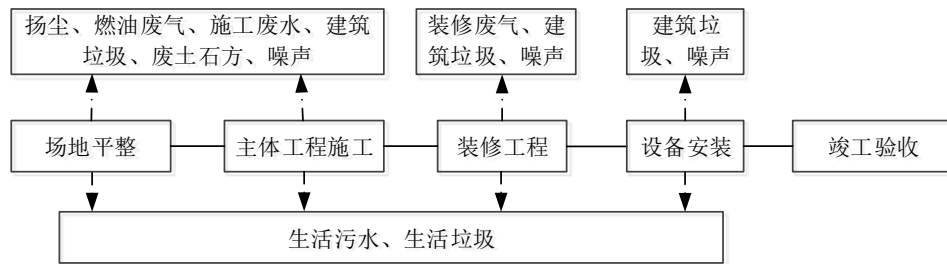 扬尘、燃油废气、施工废水、建筑
垃圾、废土石方、噪声
装修废气、建
筑垃圾、噪声
建筑垃
圾、噪声
场地平整
主体工程施工
装修工程
设备安装
竣工验收
生活污水、生活垃圾